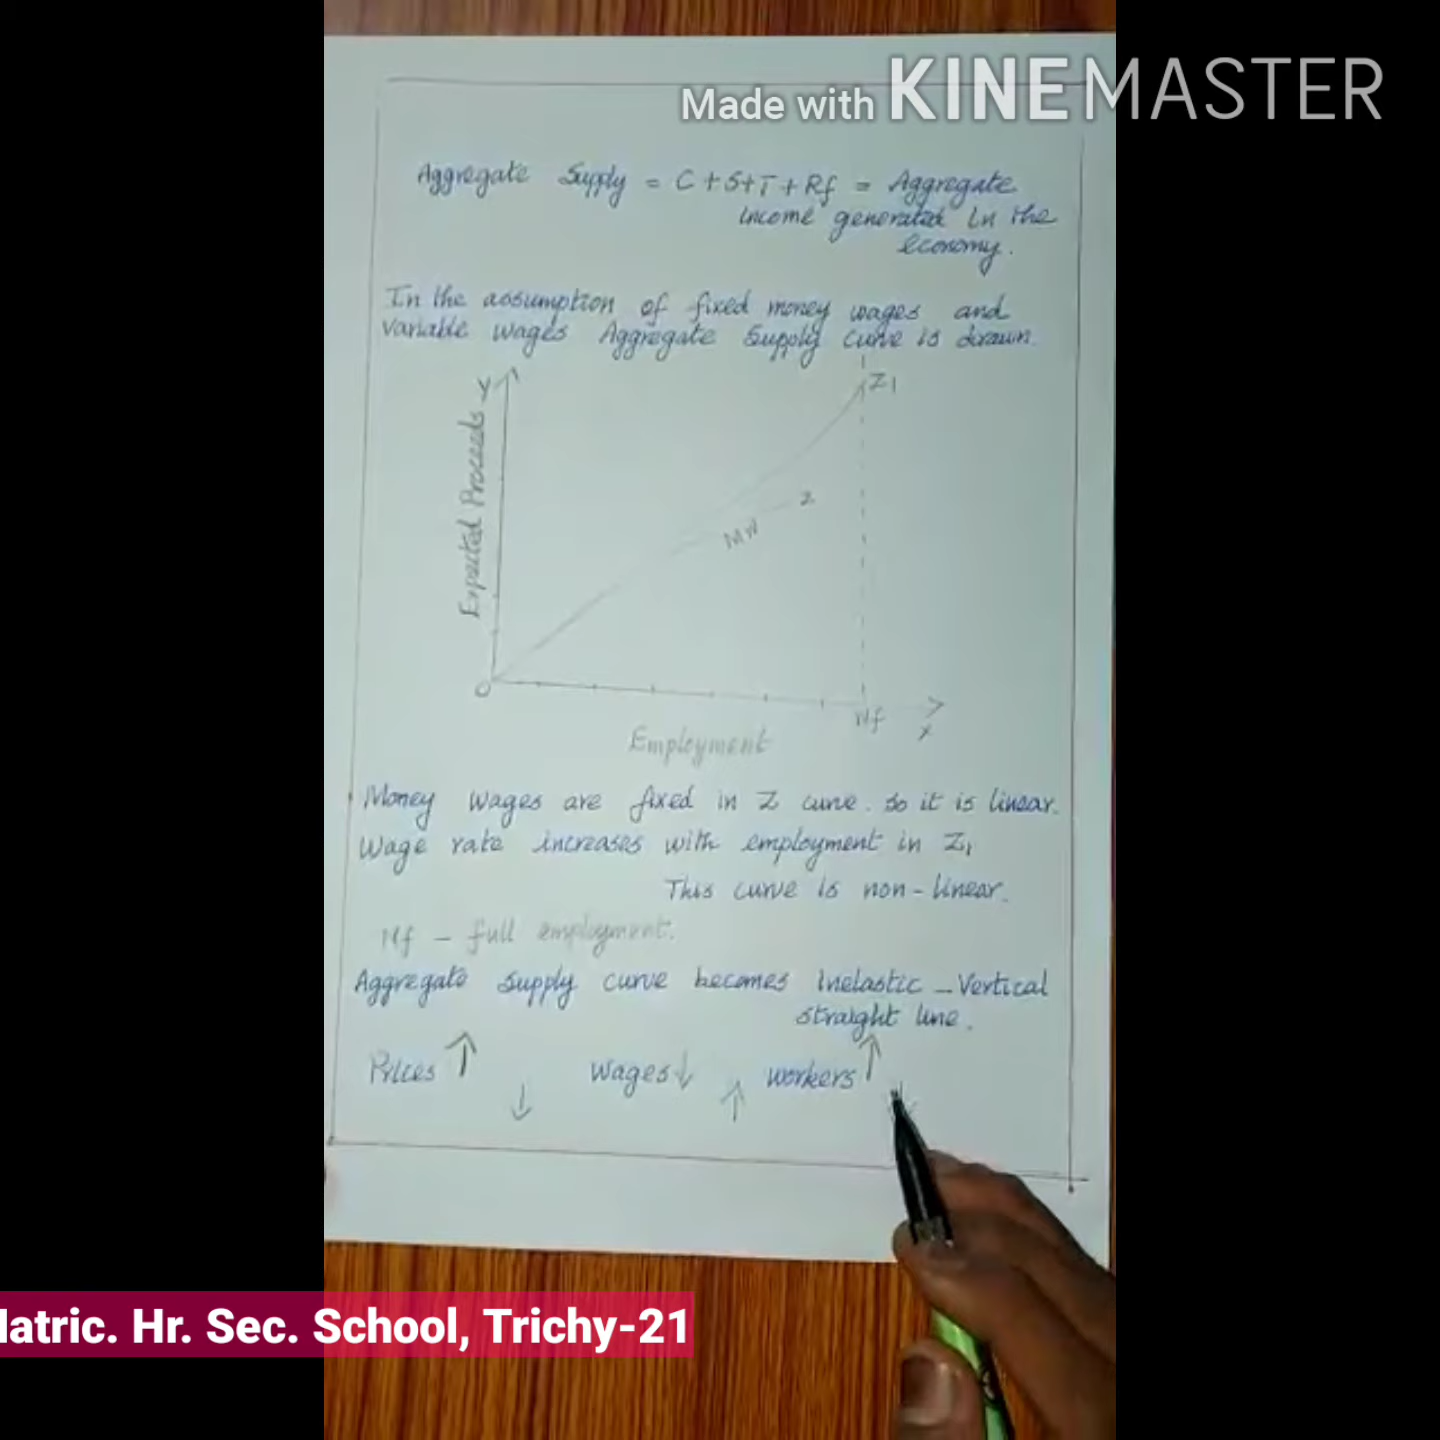 Made with KINEMASTER
Aggregate Supply = C + S + T + Rf = Aggregate
income generated in the
economy.
In the assumption of fixed money wages and
variable wages Aggregate Supply curve is drawn.
Y
Z1
Expected Proceeds
Z
MW
O
Nf
X
Employment
Money wages are fixed in Z curve. So it is linear.
Wage rate increases with employment in Z1
This curve is non-linear.
Nf - full employment.
Aggregate supply curve becomes Inelastic - Vertical
straight line.
Prices ↑ Wages ↓ workers ↑
↓ ↑
Matric. Hr. Sec. School, Trichy-21